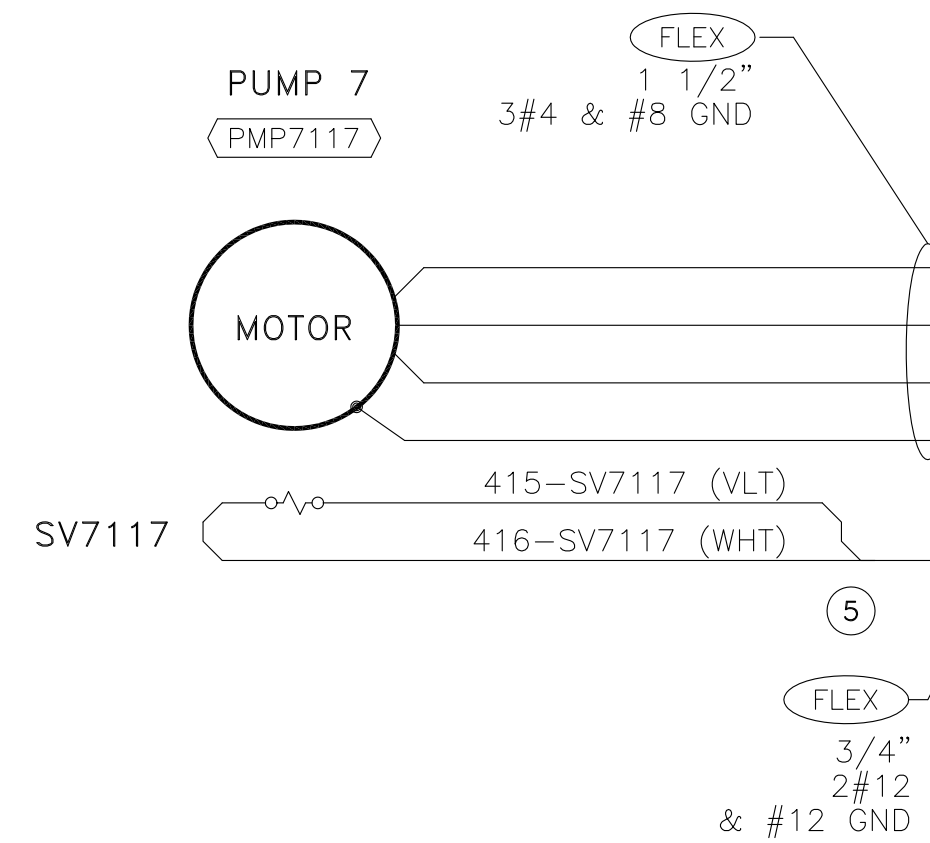 FLEX
1 1/2”
3#4 & #8 GND
PUMP 7
PMP7117
MOTOR
415-SV7117 (VLT)
SV7117
416-SV7117 (WHT)
5
FLEX
3/4”
2#12
& #12 GND